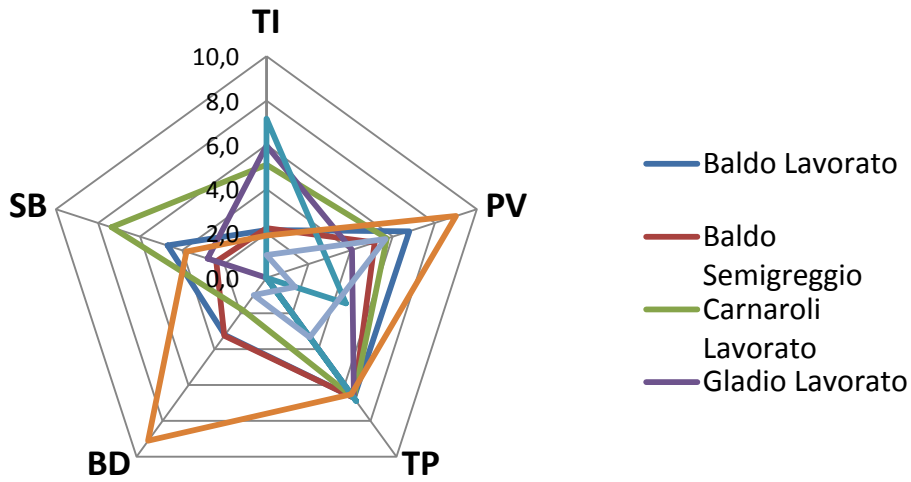 TI
10,0
8,0
6,0
4,0
2,0
0,0
SB
PV
BD
TP
Baldo Lavorato
Baldo
Semigreggio
Carnaroli
Lavorato
Gladio Lavorato